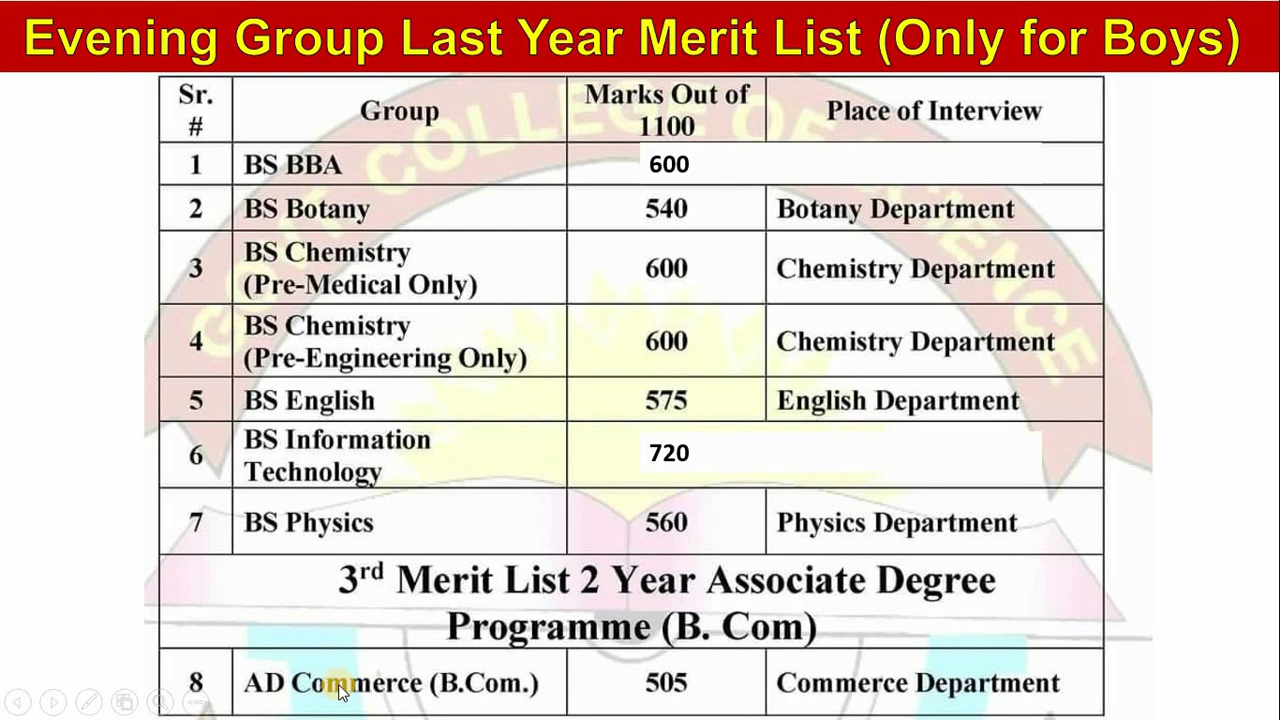 Evening Group Last Year Merit List (Only for Boys)
Sr. # Group Marks Out of 1100 Place of Interview
1 BS BBA 600
2 BS Botany 540 Botany Department
3 BS Chemistry (Pre-Medical Only) 600 Chemistry Department
4 BS Chemistry (Pre-Engineering Only) 600 Chemistry Department
5 BS English 575 English Department
6 BS Information Technology 720
7 BS Physics 560 Physics Department
3rd Merit List 2 Year Associate Degree
Programme (B. Com)
8 AD Commerce (B.Com.) 505 Commerce Department